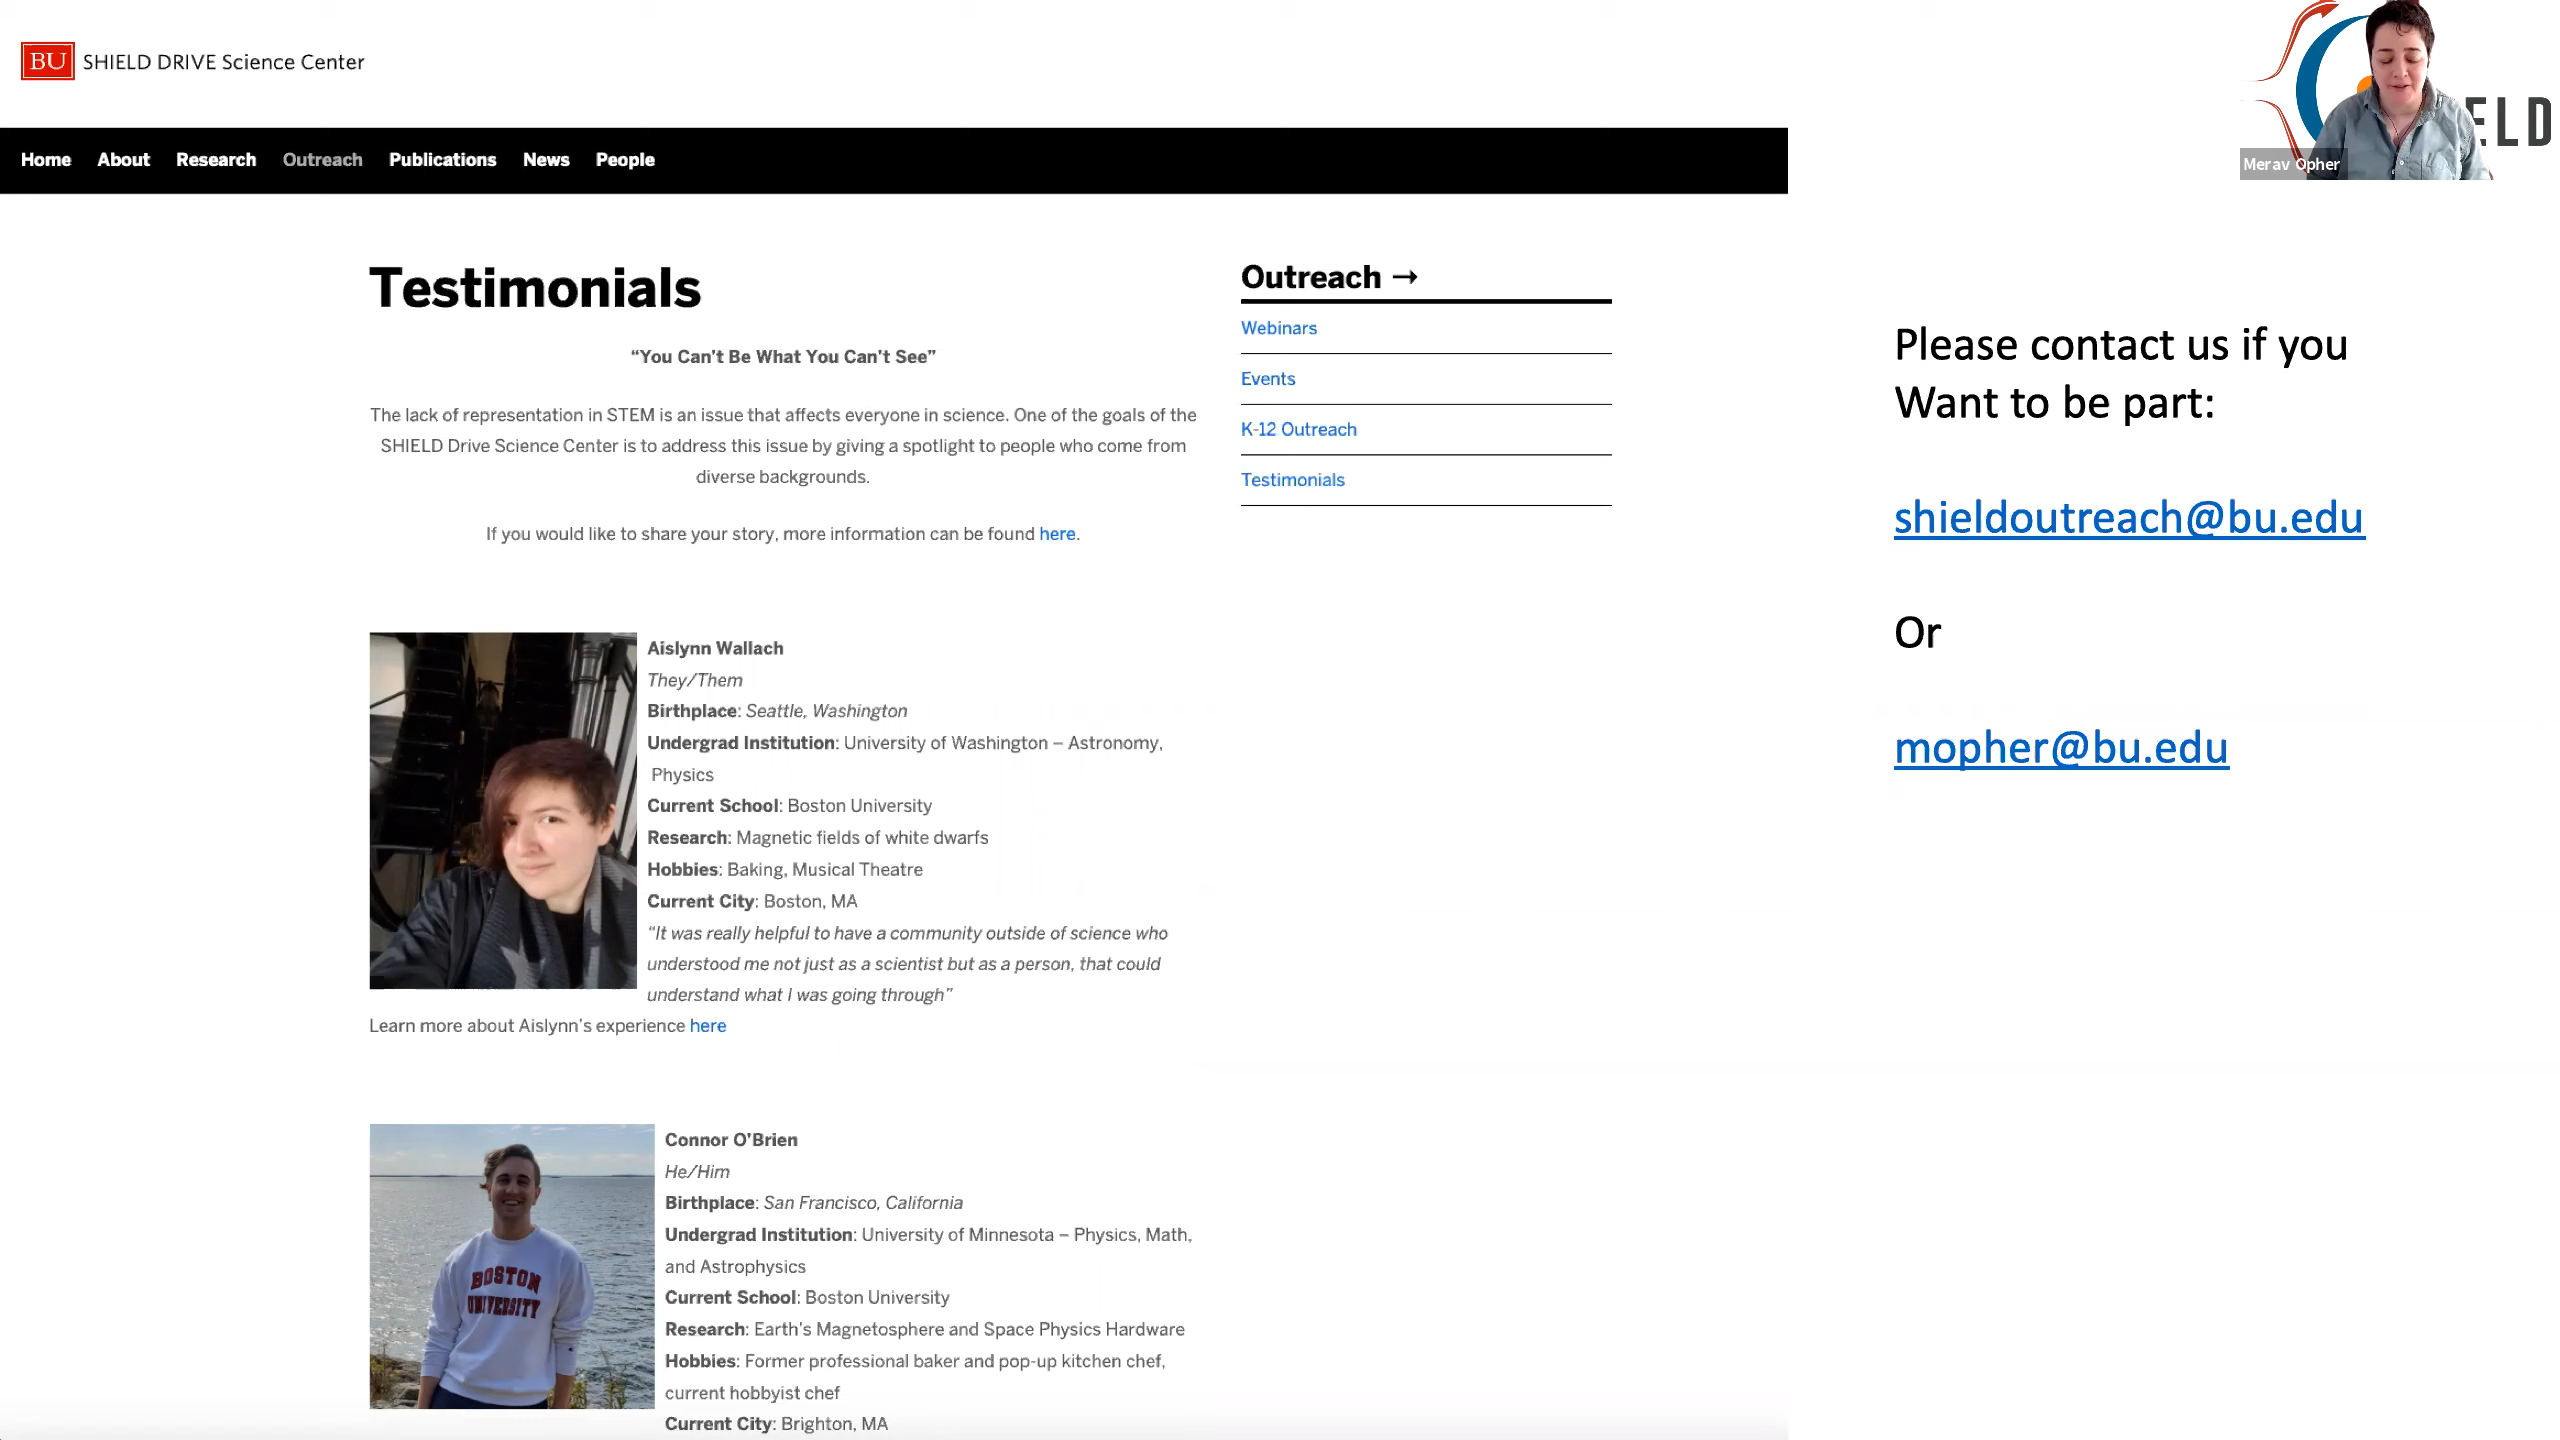 BU SHIELD DRIVE Science Center
Home About Research Outreach Publications News People
Testimonials
“You Can’t Be What You Can’t See”
The lack of representation in STEM is an issue that affects everyone in science. One of the goals of the
SHIELD Drive Science Center is to address this issue by giving a spotlight to people who come from
diverse backgrounds.
If you would like to share your story, more information can be found here.
Aislynn Wallach
They/Them
Birthplace: Seattle, Washington
Undergrad Institution: University of Washington – Astronomy,
Physics
Current School: Boston University
Research: Magnetic fields of white dwarfs
Hobbies: Baking, Musical Theatre
Current City: Boston, MA
“It was really helpful to have a community outside of science who
understood me not just as a scientist but as a person, that could
understand what I was going through”
Learn more about Aislynn’s experience here
BOSTON
UNIVERSITY
Connor O’Brien
He/Him
Birthplace: San Francisco, California
Undergrad Institution: University of Minnesota – Physics, Math,
and Astrophysics
Current School: Boston University
Research: Earth’s Magnetosphere and Space Physics Hardware
Hobbies: Former professional baker and pop-up kitchen chef,
current hobbyist chef
Current City: Brighton, MA
Outreach →
Webinars
Events
K-12 Outreach
Testimonials
ELD
Merav Opher
Please contact us if you
Want to be part:
shieldoutreach@bu.edu
Or
mopher@bu.edu